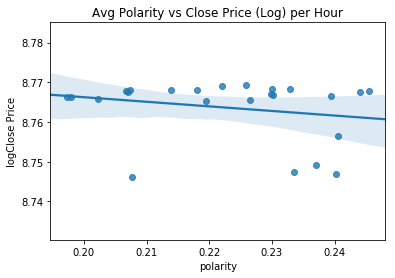 Avg Polarity vs Close Price (Log) per Hour
logClose Price
8.78
8.77
8.76
8.75
8.74
0.20 0.21 0.22 0.23 0.24
polarity